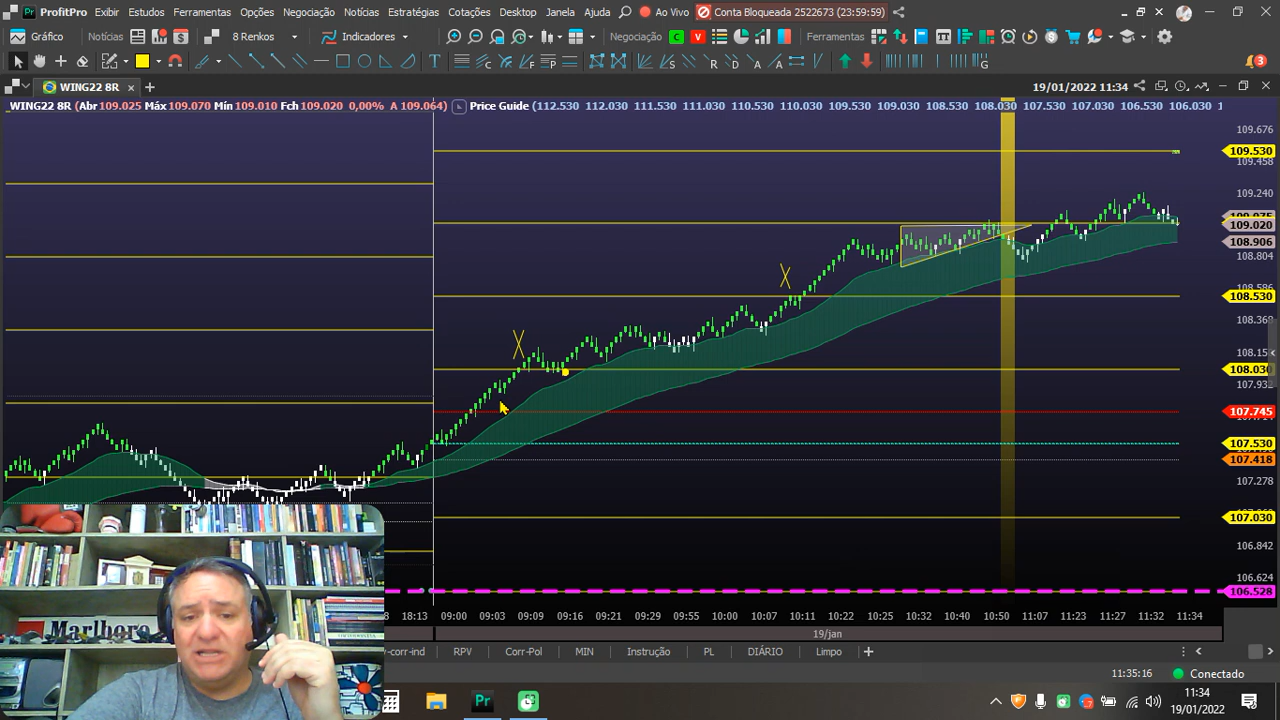 ProfitPro Exibir Estudos Ferramentas Opções Negociação Notícias Estratégias Cotações Desktop Janela Ajuda Ao Vivo Conta Bloqueada 2522673 (23:59:59)
Gráfico Notícias 8 Renkos Indicadores Negociação C V Ferramentas
WING22 8R 19/01/2022 11:34
WING22 8R (Abr 109.025 Máx 109.070 Mín 109.010 Fch 109.020 0,00% A 109.064) Price Guide (112.530 112.030 111.530 111.030 110.530 110.030 109.530 109.030 108.530 108.030 107.530 107.030 106.530 106.030
109.676
109.530
109.458
109.240
109.020
108.906
108.804
108.586
108.530
108.368
108.030
107.932
107.745
107.530
107.418
107.278
107.030
106.842
106.624
106.528
18:13 09:00 09:03 09:09 09:16 09:29 09:39 09:48 10:03 10:07 10:22 10:25 10:32 10:40 10:50 11:07 11:15 11:27 11:32 11:34
19/jan
-corr-ind RPV Corr-Pol MIN Instrução PL DIÁRIO Limpo
11:35:16 Conectado
Marlboro
11:34
19/01/2022